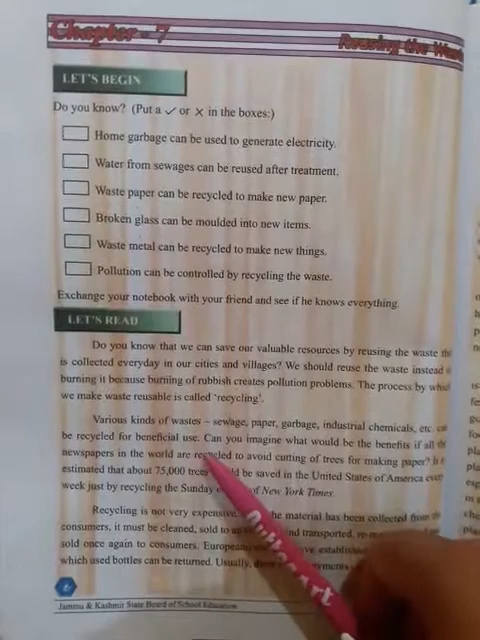 Chapter - 7
Reusing the Waste
LET'S BEGIN
Do you know? (Put a ✓ or × in the boxes:)
Home garbage can be used to generate electricity.
Water from sewages can be reused after treatment.
Waste paper can be recycled to make new paper.
Broken glass can be moulded into new items.
Waste metal can be recycled to make new things.
Pollution can be controlled by recycling the waste.
Exchange your notebook with your friend and see if he knows everything.
LET'S READ
Do you know that we can save our valuable resources by reusing the waste
is collected everyday in our cities and villages? We should reuse the waste instead
burning it because burning of rubbish creates pollution problems. The process by
we make waste reusable is called 'recycling'.
Various kinds of wastes – sewage, paper, garbage, industrial chemicals, etc.
be recycled for beneficial use. Can you imagine what would be the benefits if all the
newspapers in the world are recycled to avoid cutting of trees for making paper?
estimated that about 75,000 trees be saved in the United States of America
week just by recycling the Sunday of New York Times.
Recycling is not very the material has been collected from
consumers, it must be cleaned, sold to and transported,
sold once again to consumers. European
which used bottles can be returned. Usually,
6
Jammu & Kashmir State Board of School Education